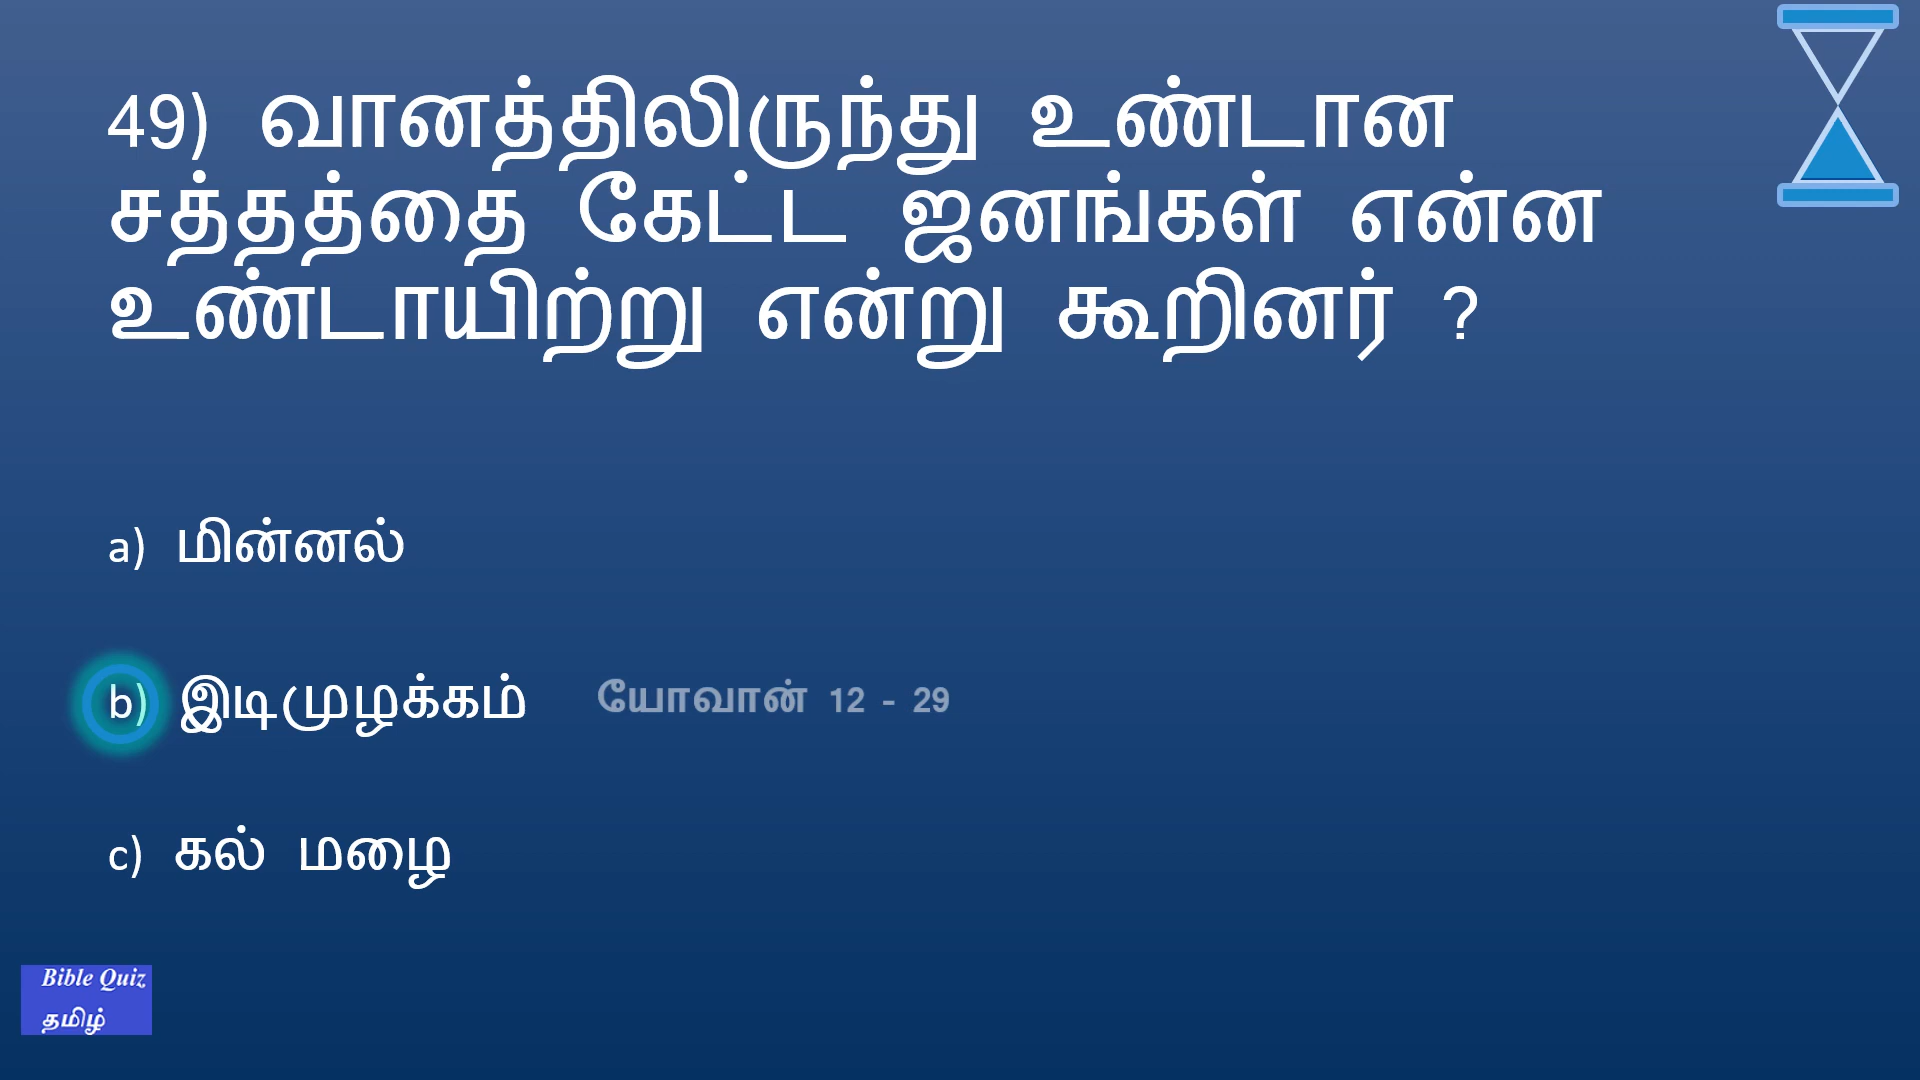 49) வானத்திலிருந்து உண்டான
சத்தத்தை கேட்ட ஜனங்கள் என்ன
உண்டாயிற்று என்று கூறினர் ?
a) மின்னல்
b) இடிமுழக்கம் யோவான் 12 - 29
c) கல் மழை
Bible Quiz
தமிழ்